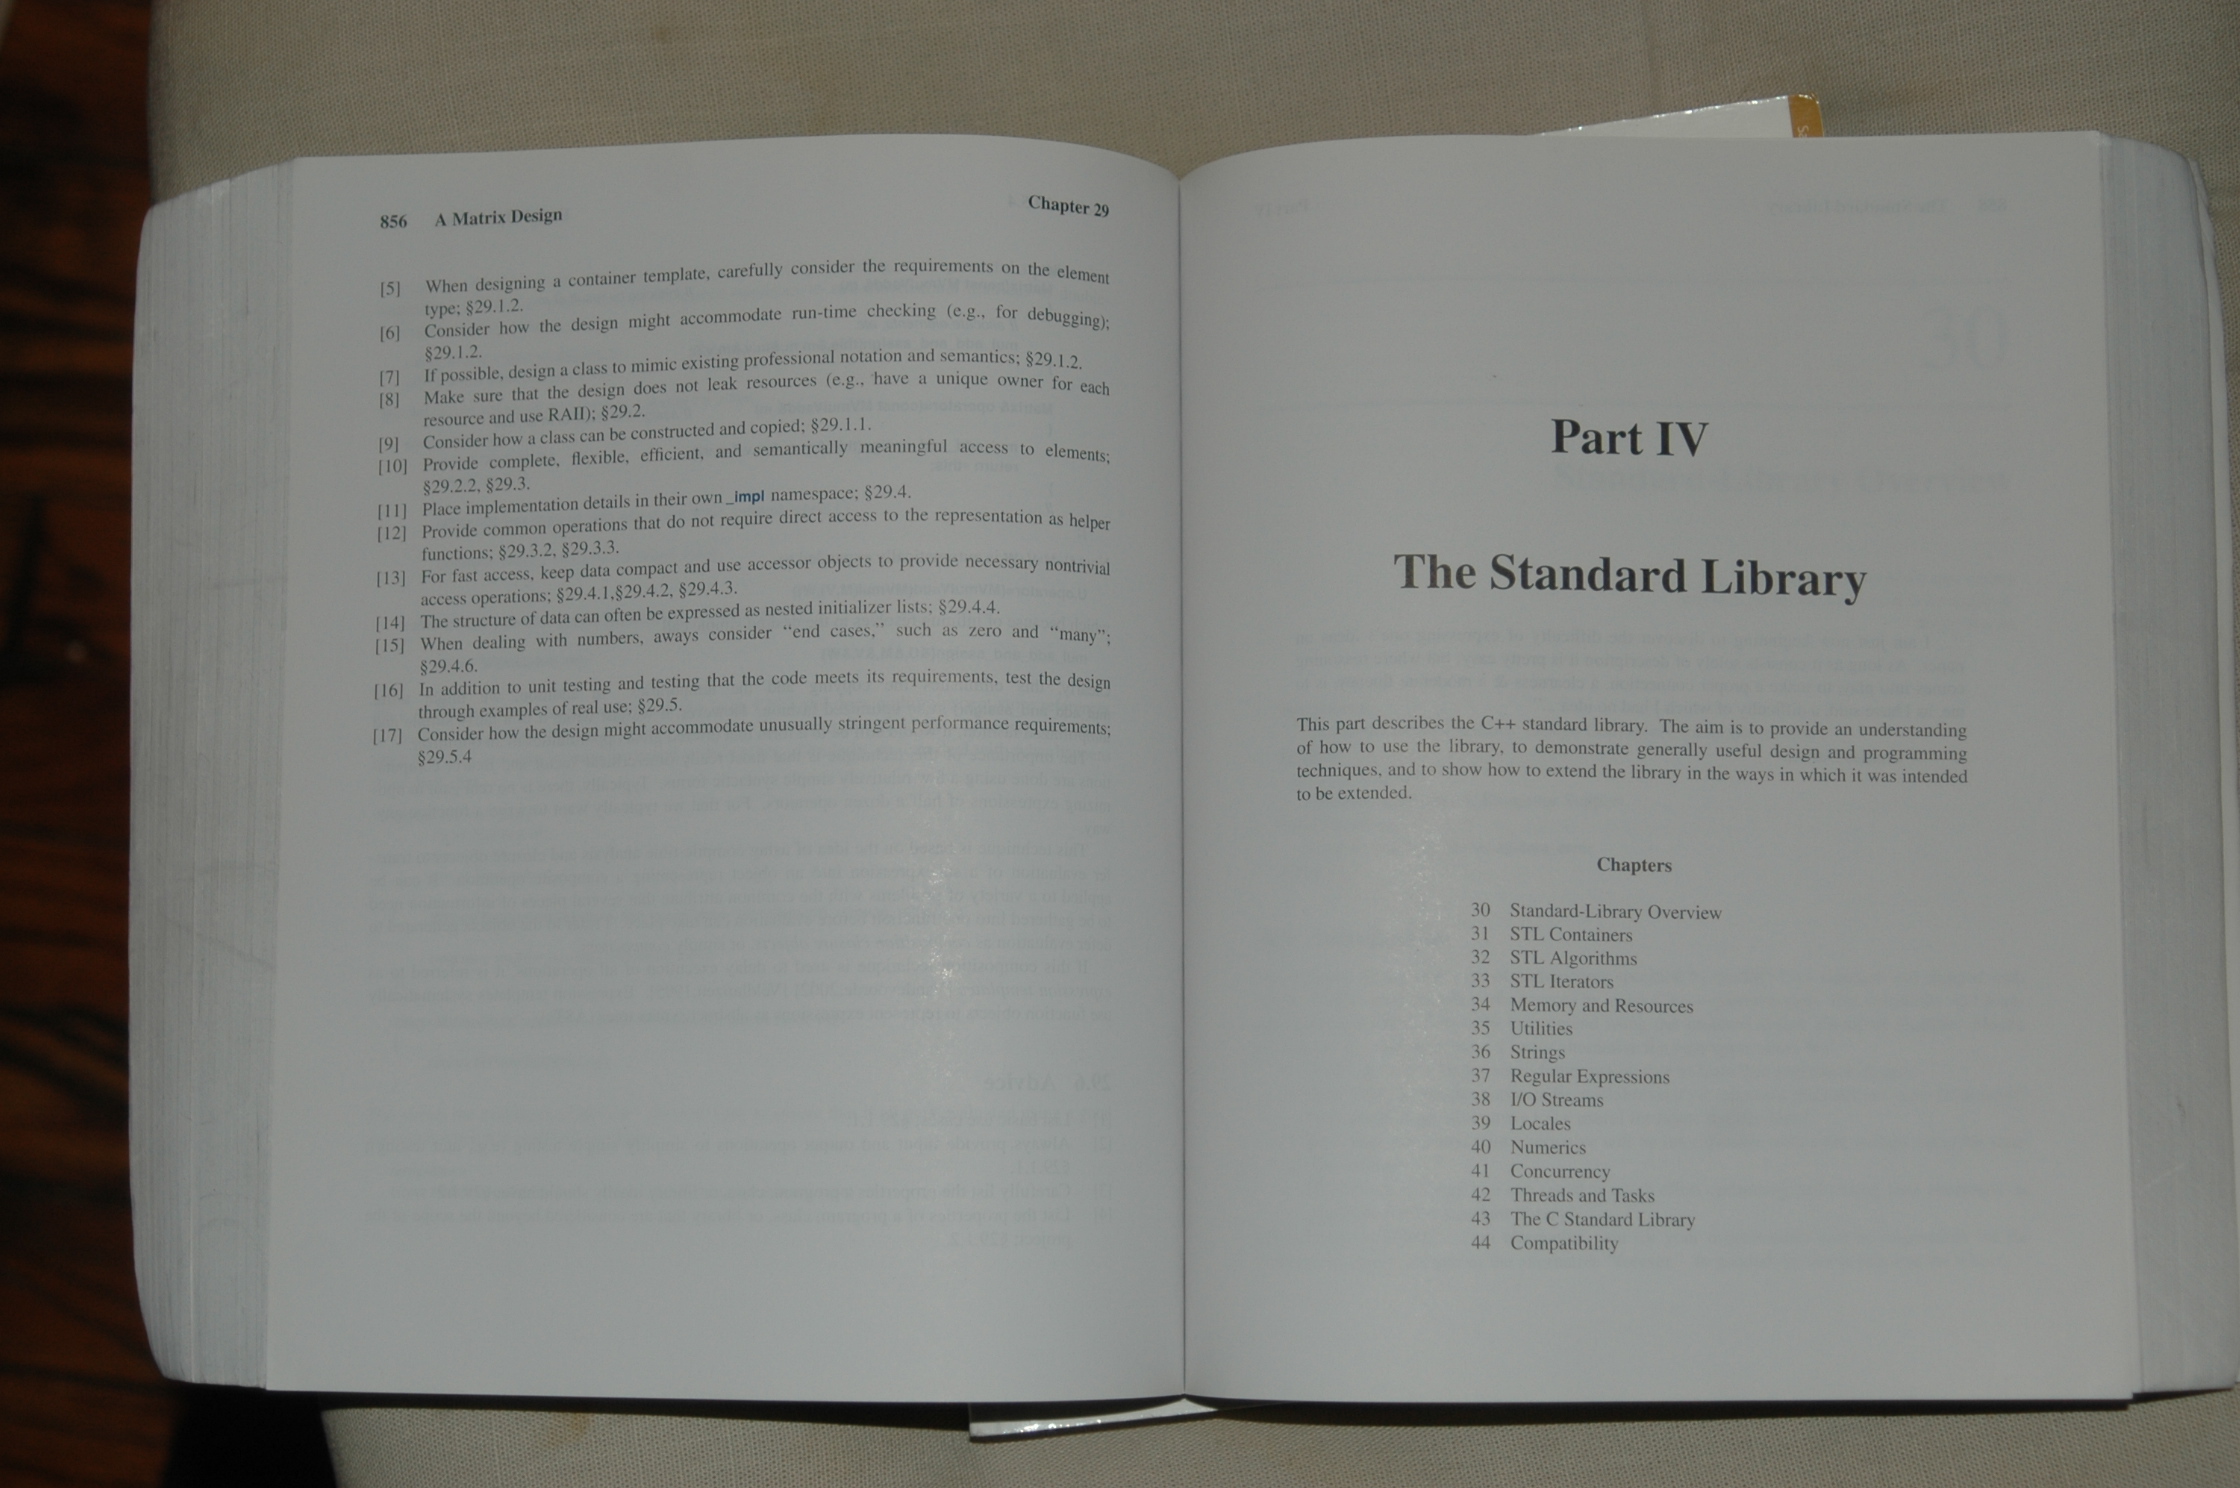 856 A Matrix Design Chapter 29
[5] When designing a container template, carefully consider the requirements on the element
type; §29.1.2.
[6] Consider how the design might accommodate run-time checking (e.g., for debugging);
§29.1.2.
[7] If possible, design a class to mimic existing professional notation and semantics; §29.1.2.
[8] Make sure that the design does not leak resources (e.g., have a unique owner for each
resource and use RAII); §29.2.
[9] Consider how a class can be constructed and copied; §29.1.1.
[10] Provide complete, flexible, efficient, and semantically meaningful access to elements;
§29.2.2, §29.3.
[11] Place implementation details in their own _impl namespace; §29.4.
[12] Provide common operations that do not require direct access to the representation as helper
functions; §29.3.2, §29.3.3.
[13] For fast access, keep data compact and use accessor objects to provide necessary nontrivial
access operations; §29.4.1,§29.4.2, §29.4.3.
[14] The structure of data can often be expressed as nested initializer lists; §29.4.4.
[15] When dealing with numbers, aways consider “end cases,” such as zero and “many”;
§29.4.6.
[16] In addition to unit testing and testing that the code meets its requirements, test the design
through examples of real use; §29.5.
[17] Consider how the design might accommodate unusually stringent performance requirements;
§29.5.4
Part IV
The Standard Library
This part describes the C++ standard library. The aim is to provide an understanding
of how to use the library, to demonstrate generally useful design and programming
techniques, and to show how to extend the library in the ways in which it was intended
to be extended.
Chapters
30 Standard-Library Overview
31 STL Containers
32 STL Algorithms
33 STL Iterators
34 Memory and Resources
35 Utilities
36 Strings
37 Regular Expressions
38 I/O Streams
39 Locales
40 Numerics
41 Concurrency
42 Threads and Tasks
43 The C Standard Library
44 Compatibility